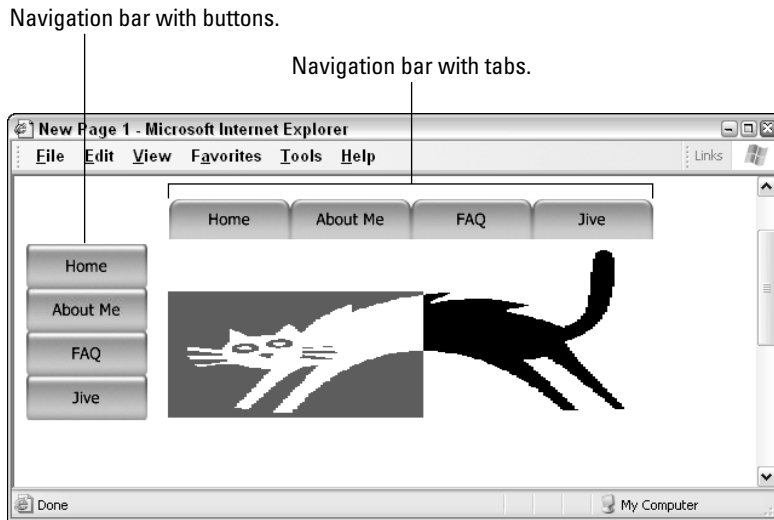 Navigation bar with buttons.
Navigation bar with tabs.
New Page 1 - Microsoft Internet Explorer
File Edit View Favorites Tools Help Links
Home About Me FAQ Jive
Home
About Me
FAQ
Jive
Done My Computer